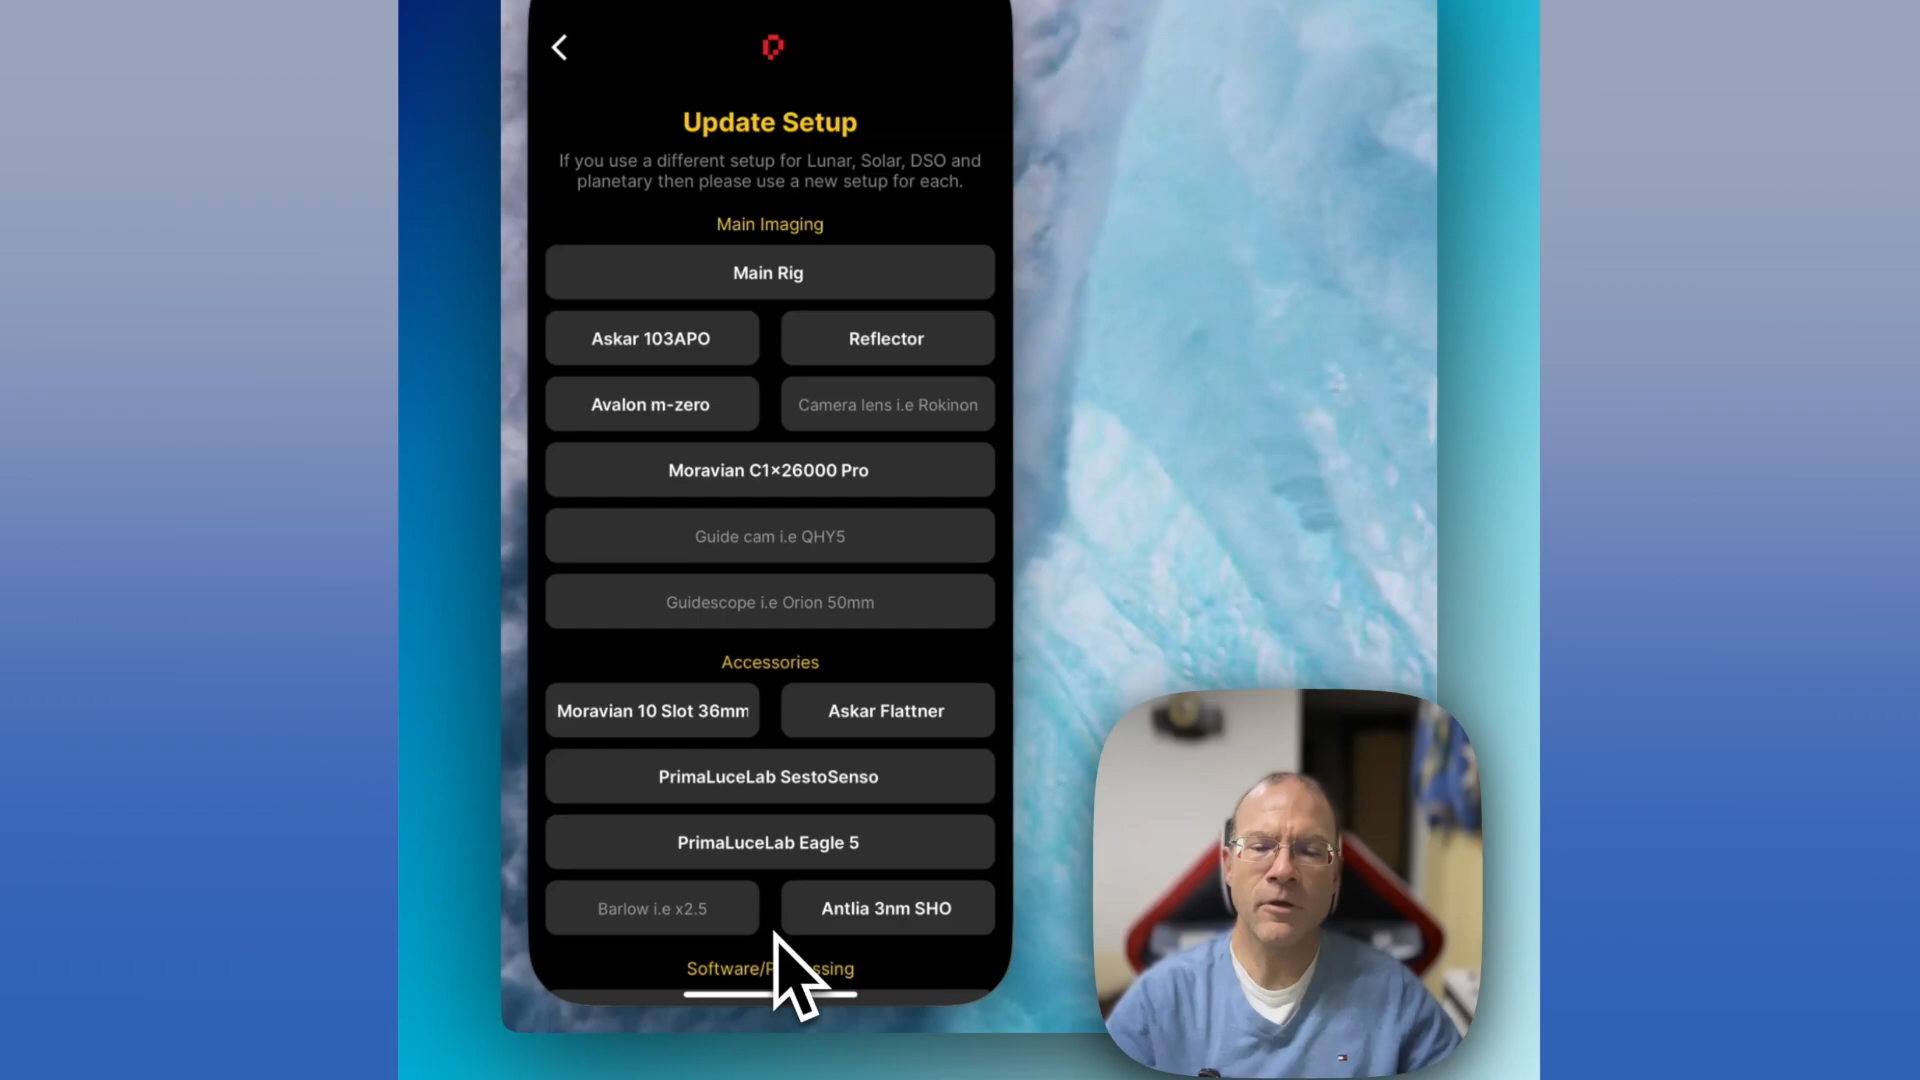 Update Setup
If you use a different setup for Lunar, Solar, DSO and
planetary then please use a new setup for each.
Main Imaging
Main Rig
Askar 103APO
Reflector
Avalon m-zero
Camera lens i.e Rokinon
Moravian C1×26000 Pro
Guide cam i.e QHY5
Guidescope i.e Orion 50mm
Accessories
Moravian 10 Slot 36mm
Askar Flattner
PrimaLuceLab SestoSenso
PrimaLuceLab Eagle 5
Barlow i.e x2.5
Antlia 3nm SHO